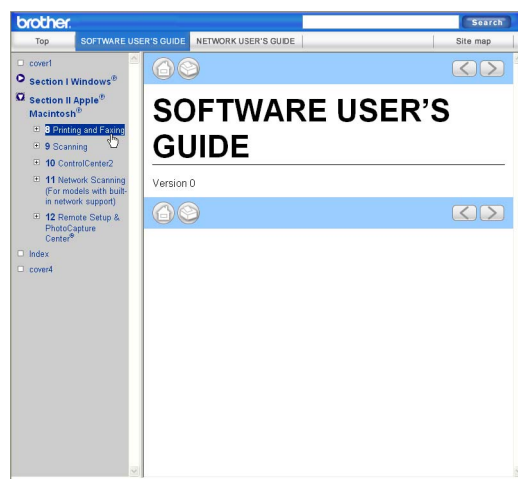 brother.
Search
Top SOFTWARE USER'S GUIDE NETWORK USER'S GUIDE Site map
cover1
Section I Windows®
Section II Apple®
Macintosh®
8 Printing and Faxing
9 Scanning
10 ControlCenter2
11 Network Scanning
(For models with built-
in network support)
12 Remote Setup &
PhotoCapture
Center®
Index
cover4
SOFTWARE USER'S
GUIDE
Version 0